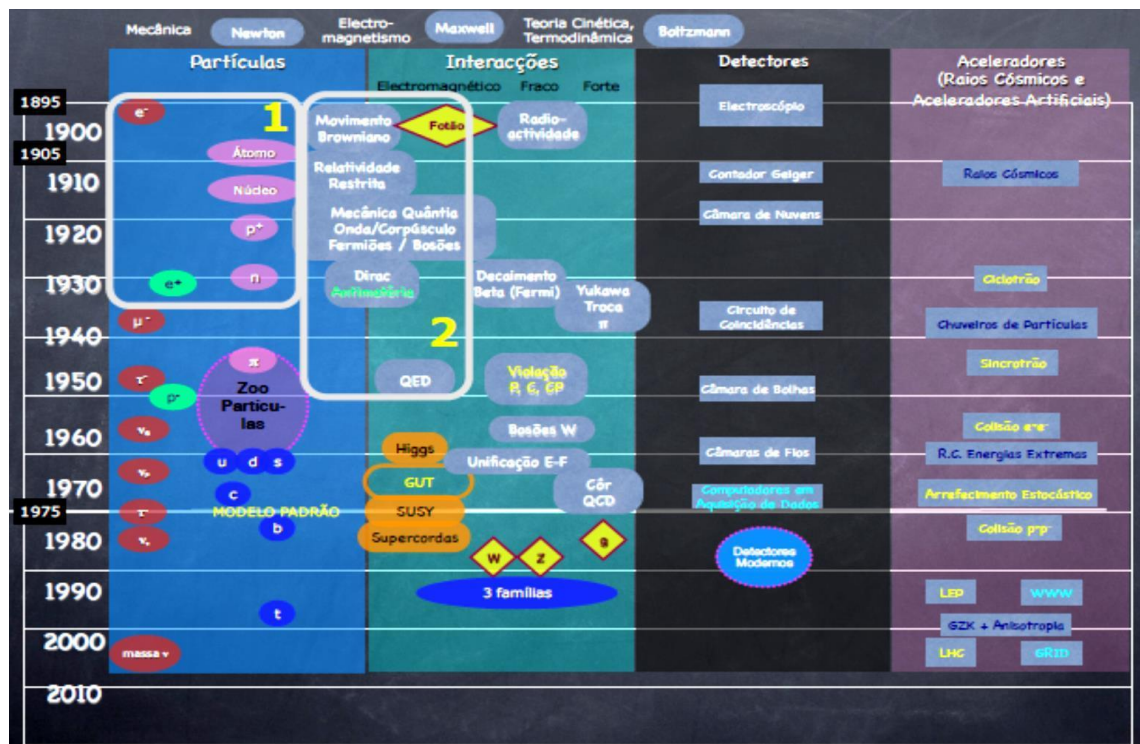 Mecânica
Newton
Electro-
magnetismo
Maxwell
Teoria Cinética,
Termodinâmica
Boltzmann
Partículas
Interacções
Detectores
Aceleradores
(Raios Cósmicos e
Aceleradores Artificiais)
Electromagnético
Fraco
Forte
1895
1900
1905
1910
1920
1930
1940
1950
1960
1970
1975
1980
1990
2000
2010
1
e-
Átomo
Núcleo
p+
n
e+
μ-
π
Zoo
Partícu-
las
p-
νe
u
d
s
c
MODELO PADRÃO
b
t
massa ν
2
Movimento
Browniano
Fotão
Radio-
actividade
Relatividade
Restrita
Mecânica Quântia
Onda/Corpúsculo
Fermiões / Bosões
Dirac
Antimatéria
Decaimento
Beta (Fermi)
Yukawa
Troca
π
QED
Violação
P, C, CP
Bosões W
Higgs
Unificação E-F
GUT
Côr
QCD
SUSY
Supercordas
W
Z
g
3 famílias
Electroscópio
Contador Geiger
Câmara de Nuvens
Circuito de
Coincidências
Câmara de Bolhas
Câmaras de Fios
Computadores em
Aquisição de Dados
Detectores
Modernos
Raios Cósmicos
Ciclotrão
Chuveiros de Partículas
Sincrotrão
Colisão e+e-
R.C. Energias Extremas
Arrefecimento Estocástico
Colisão p+p-
LEP
WWW
GZK + Anisotropia
LHC
GRID